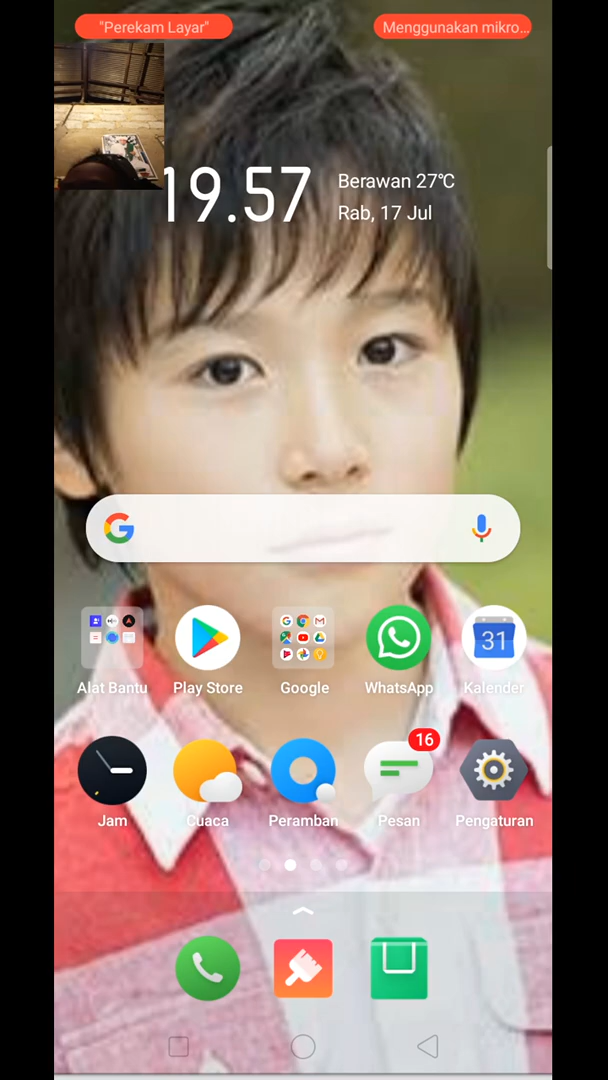 "Perekam Layar"
Menggunakan mikro...
19.57
Berawan 27℃
Rab, 17 Jul
G
31
Alat Bantu
Play Store
Google
WhatsApp
Kalender
16
Jam
Cuaca
Peramban
Pesan
Pengaturan